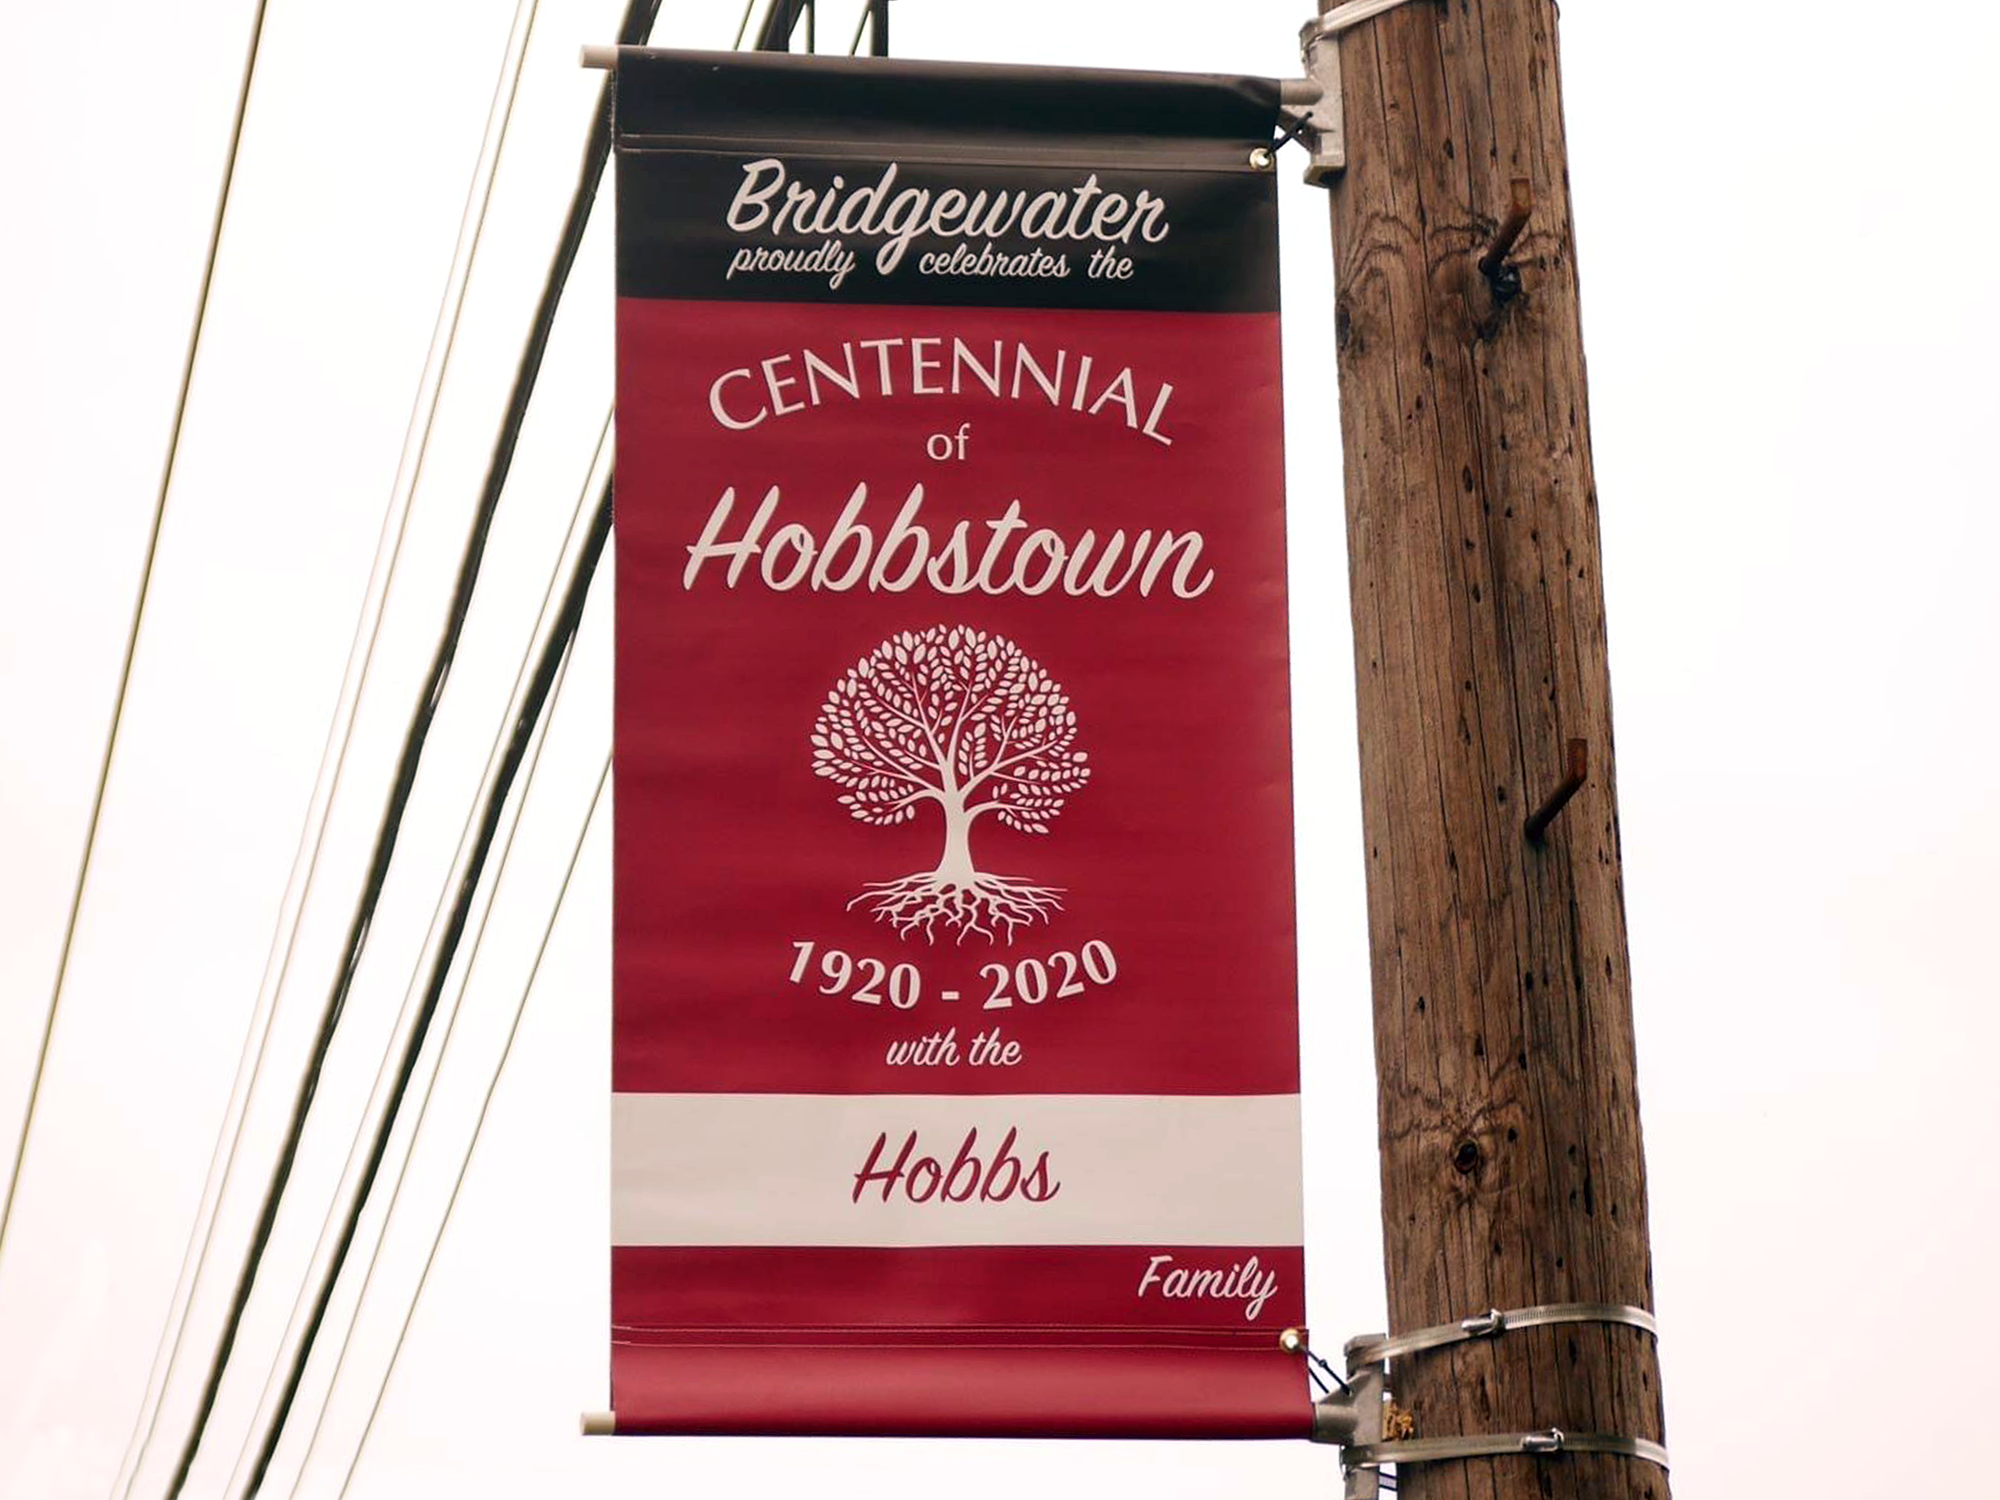 Bridgewater
proudly celebrates the
CENTENNIAL
of
Hobbstown
1920 - 2020
with the
Hobbs
Family